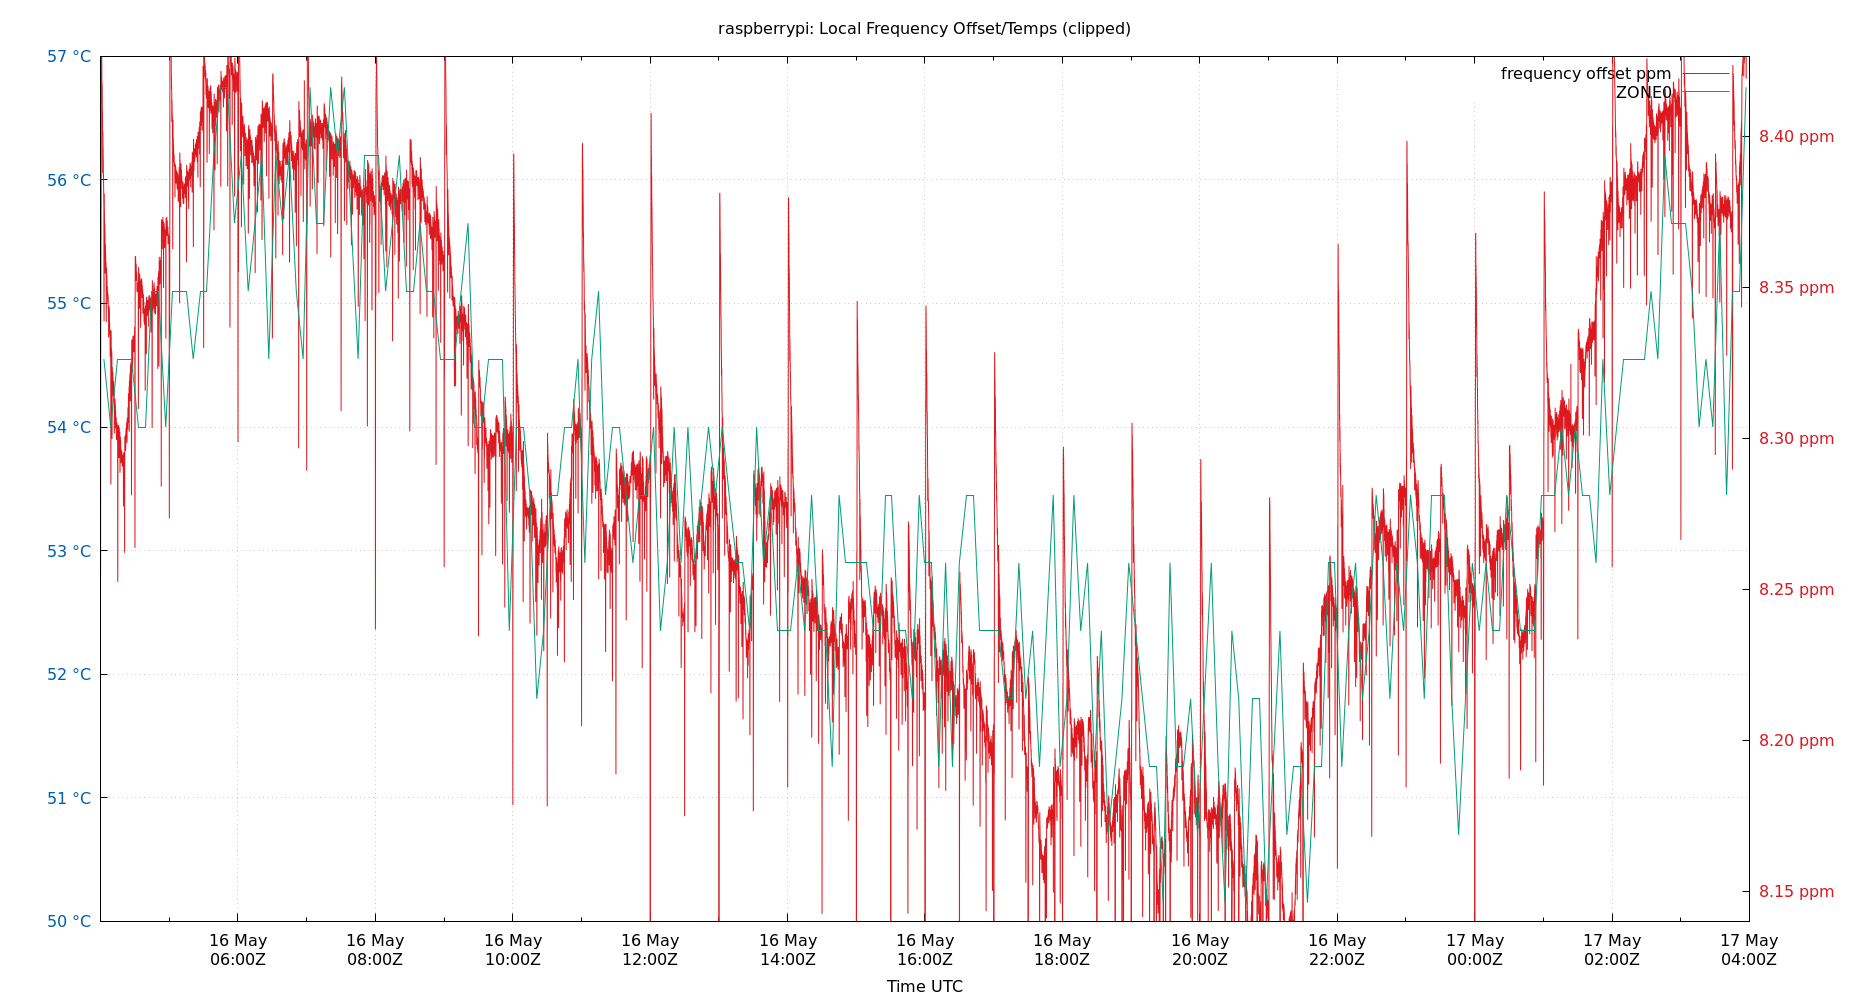 raspberrypi: Local Frequency Offset/Temps (clipped)
57 °C
56 °C
55 °C
54 °C
53 °C
52 °C
51 °C
50 °C
frequency offset ppm
ZONE0
8.40 ppm
8.35 ppm
8.30 ppm
8.25 ppm
8.20 ppm
8.15 ppm
16 May
06:00Z
16 May
08:00Z
16 May
10:00Z
16 May
12:00Z
16 May
14:00Z
16 May
16:00Z
16 May
18:00Z
16 May
20:00Z
16 May
22:00Z
17 May
00:00Z
17 May
02:00Z
17 May
04:00Z
Time UTC